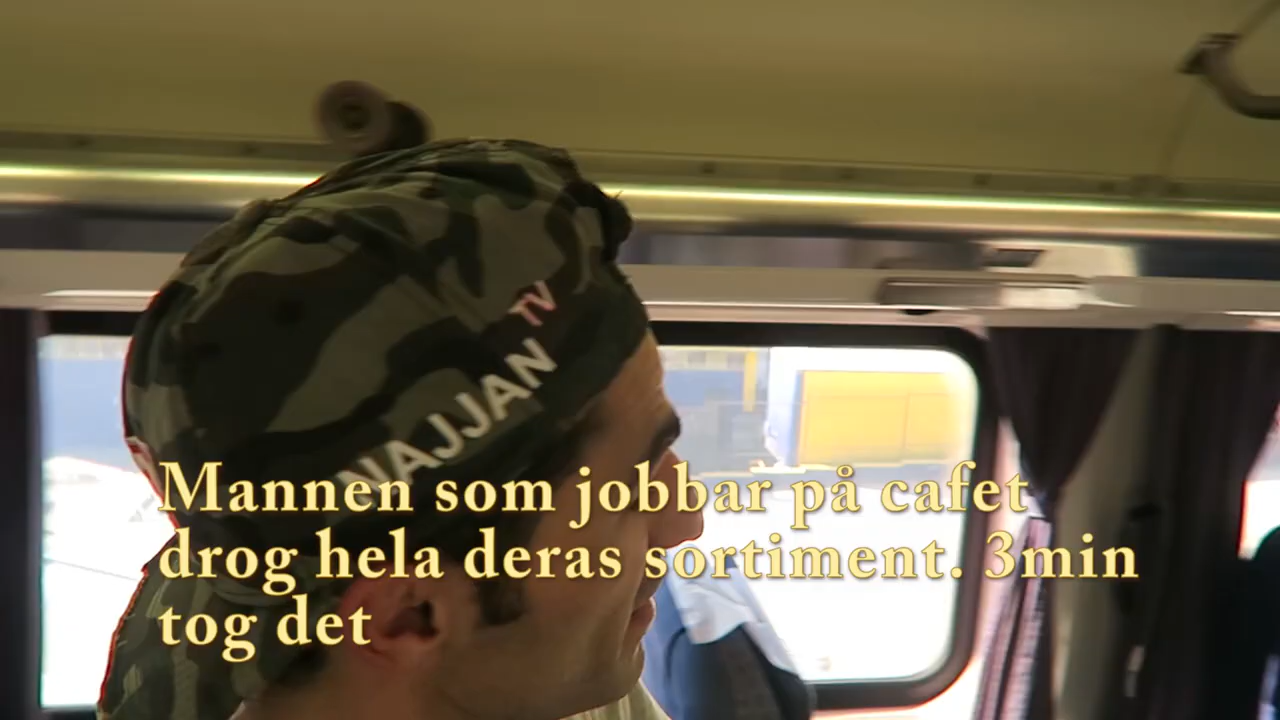 TV
NAJJAN
Mannen som jobbar på cafet
drog hela deras sortiment. 3min
tog det